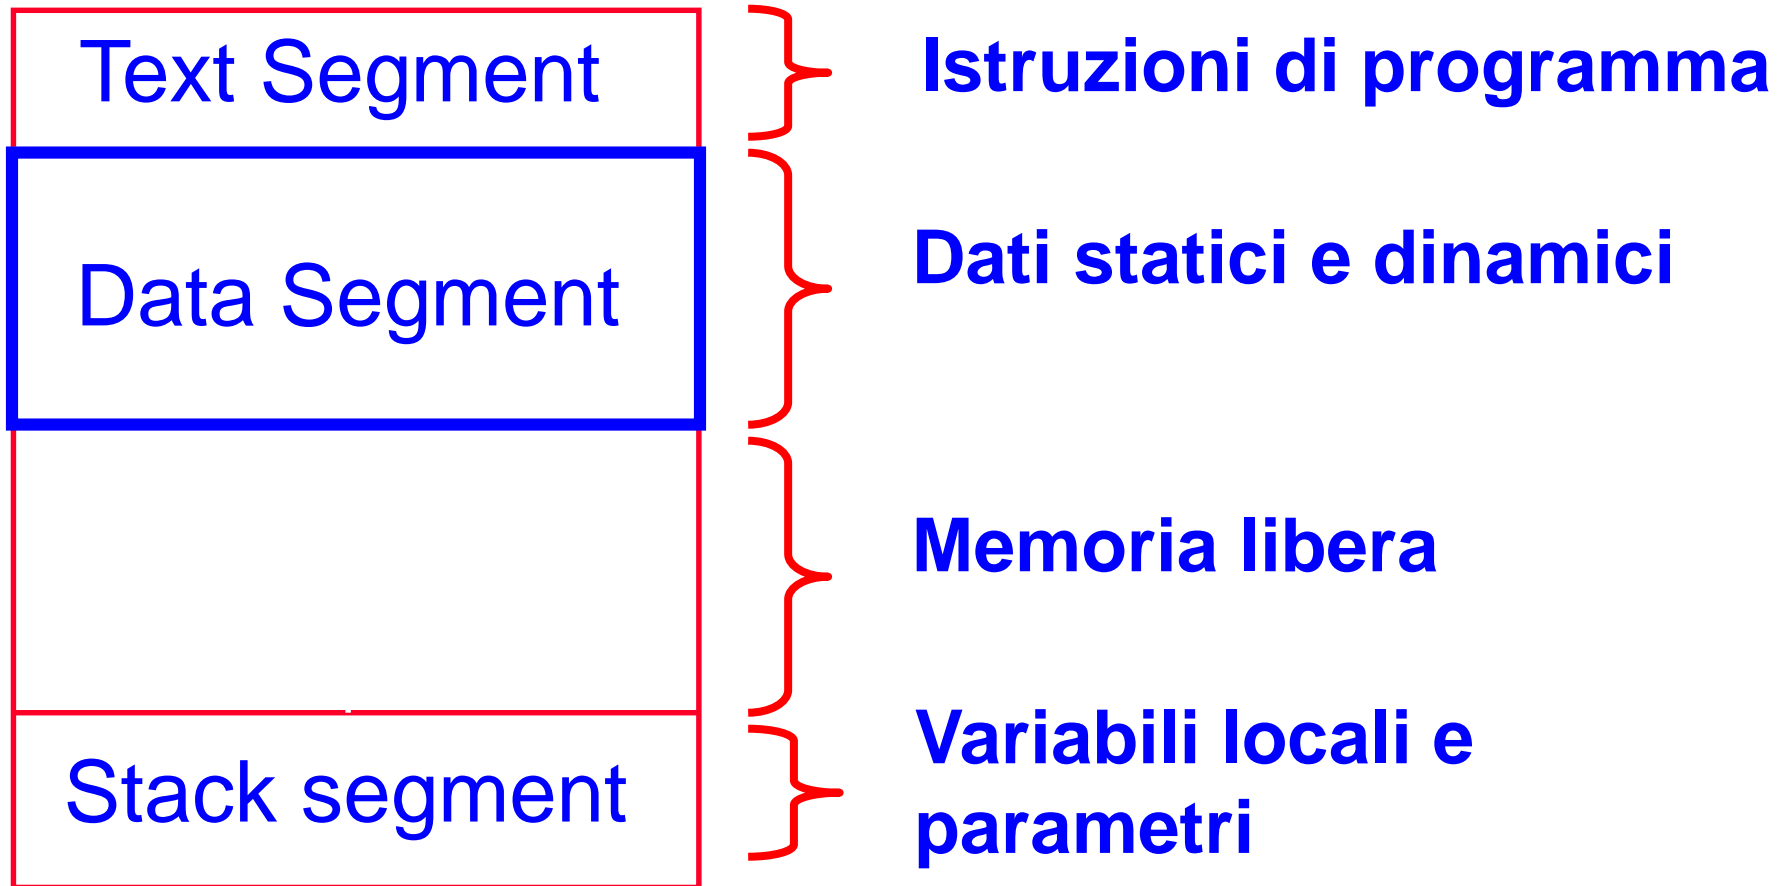 Text Segment
Istruzioni di programma
Data Segment
Dati statici e dinamici
Memoria libera
Stack segment
Variabili locali e
parametri